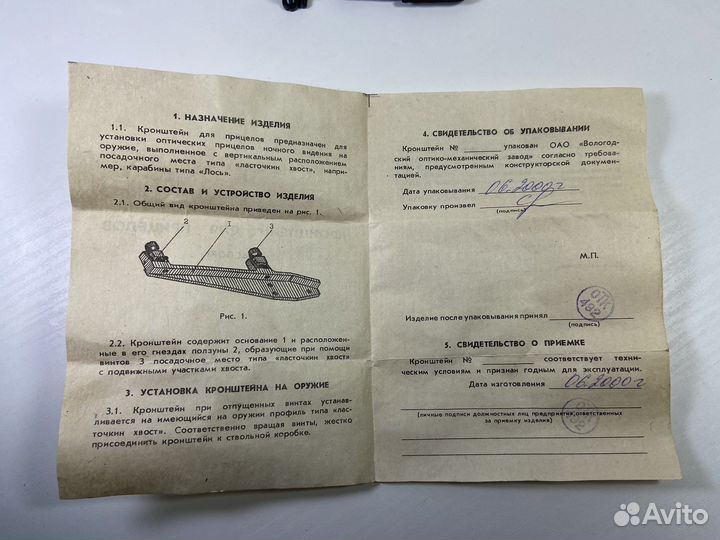 1. НАЗНАЧЕНИЕ ИЗДЕЛИЯ
1.1. Кронштейн для прицелов предназначен для
установки оптических прицелов ночного видения на
оружие, выполненное с вертикальным расположением
посадочного места типа «ласточкин хвост», напри-
мер, карабины типа «Лось».
2. СОСТАВ И УСТРОЙСТВО ИЗДЕЛИЯ
2.1. Общий вид кронштейна приведен на рис. 1.
2 1 3
Рис. 1.
2.2. Кронштейн содержит основание 1 и расположен-
ные в его гнездах ползуны 2, образующие при помощи
винтов 3 посадочное место типа «ласточкин хвост»
с подвижными участками хвоста.
3. УСТАНОВКА КРОНШТЕЙНА НА ОРУЖИЕ
3.1. Кронштейн при отпущенных винтах устанав-
ливается на имеющийся на оружии профиль типа «лас-
точкин хвост». Соответственно вращая винты, жестко
присоединить кронштейн к ствольной коробке.
4. СВИДЕТЕЛЬСТВО ОБ УПАКОВЫВАНИИ
Кронштейн № упакован ОАО «Вологод-
ский оптико-механический завод» согласно требова-
ниям, предусмотренным конструкторской документ-
тацией.
Дата упаковывания 06.2000 г
Упаковку произвел
(подпись)
М.П.
Изделие после упаковывания принял ОТК 492
(подпись)
5. СВИДЕТЕЛЬСТВО О ПРИЕМКЕ
Кронштейн № соответствует техни-
ческим условиям и признан годным для эксплуатации.
Дата изготовления 06.2000 г
(личные подписи должностных лиц предприятия, ответственных
за приемку изделия)
Avito